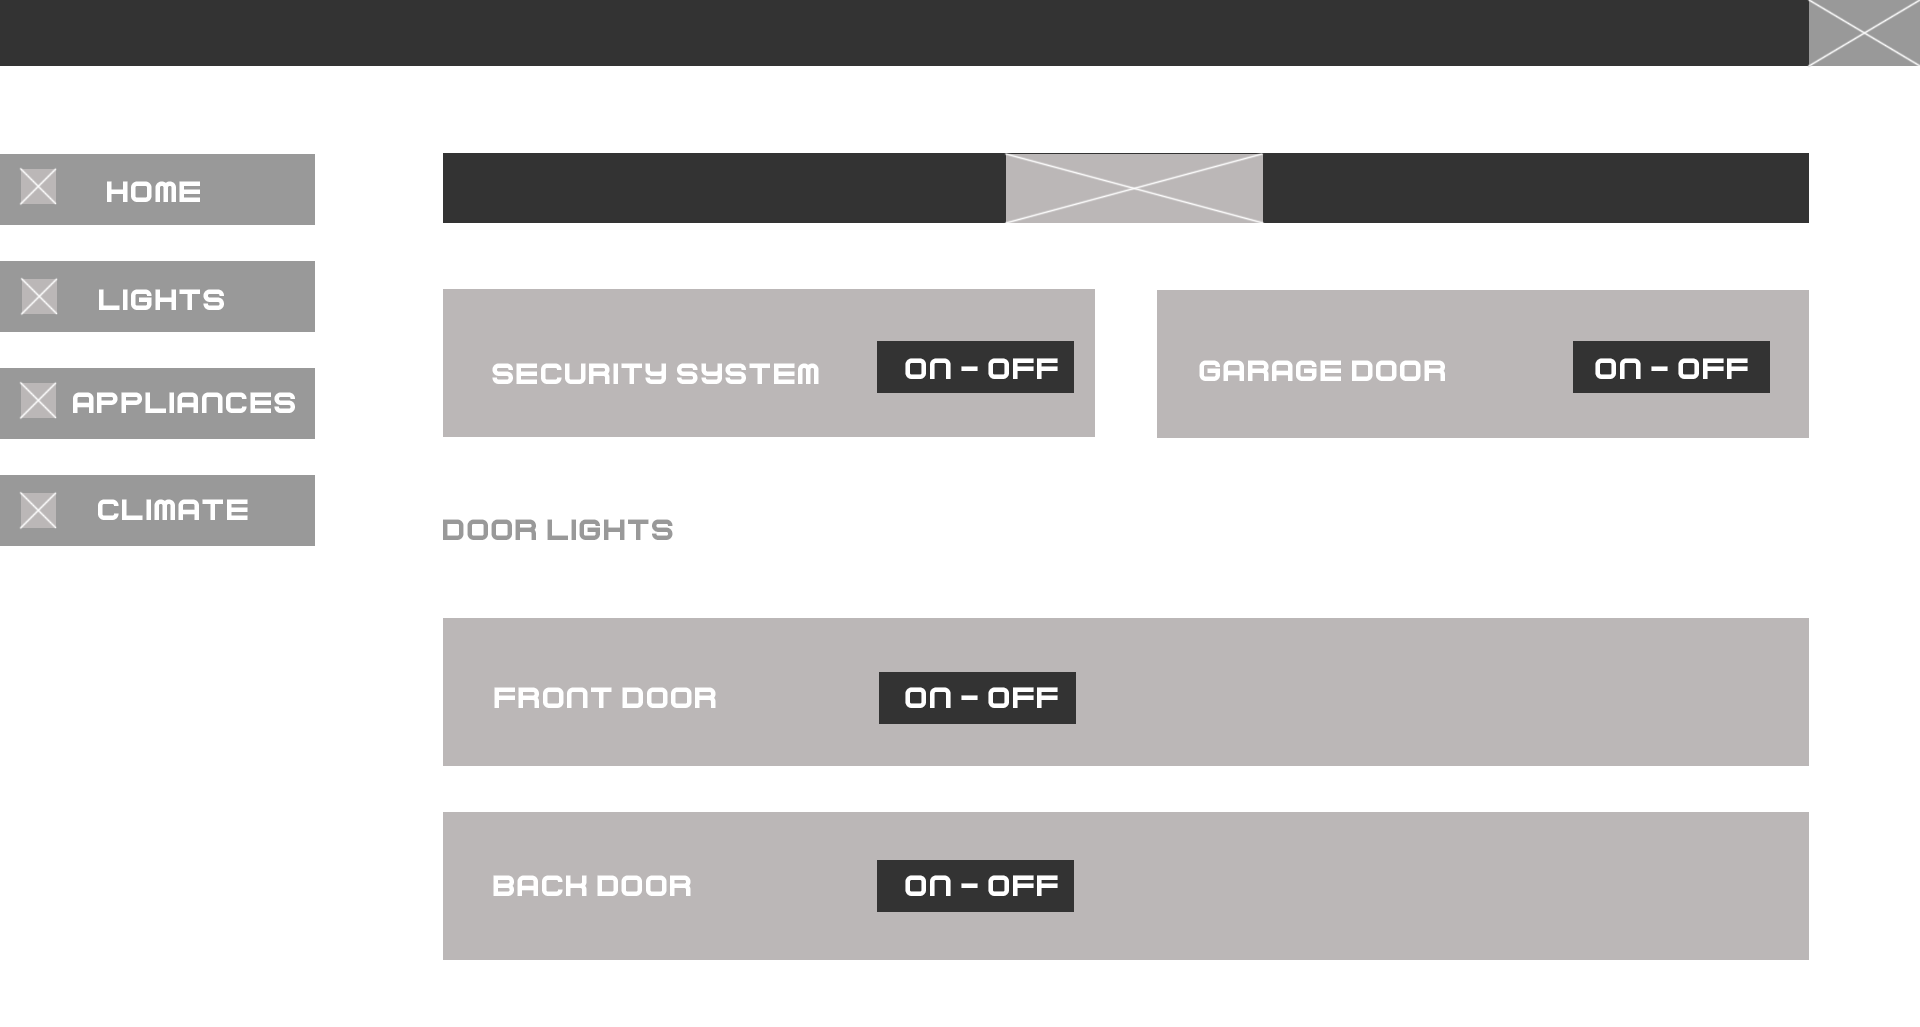 HOME
LIGHTS
APPLIANCES
CLIMATE
SECURITY SYSTEM
ON - OFF
GARAGE DOOR
ON - OFF
DOOR LIGHTS
FRONT DOOR
ON - OFF
BACK DOOR
ON - OFF